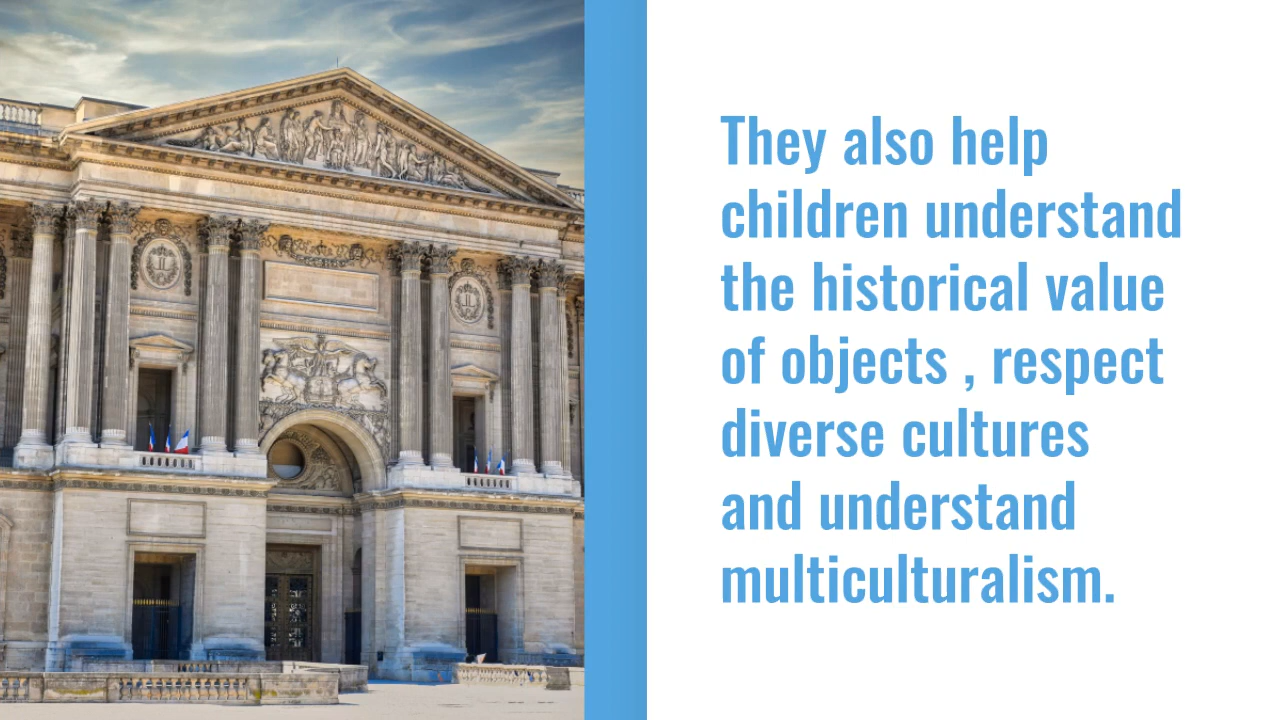 They also help
children understand
the historical value
of objects , respect
diverse cultures
and understand
multiculturalism.